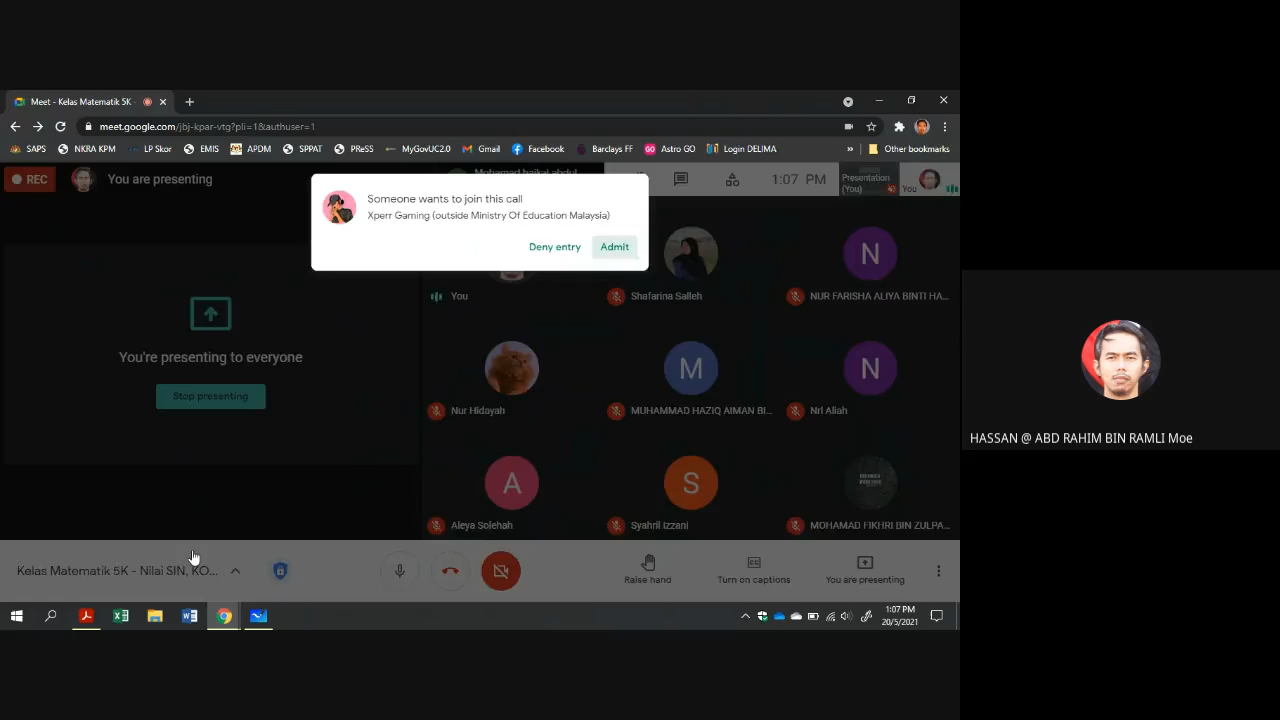 Meet - Kelas Matematik 5K -
meet.google.com/jbj-kpar-vtg?pli=1&authuser=1
SAPS
NKRA KPM
LP Skor
EMIS
APDM
SPPAT
PReSS
MyGovUC2.0
Gmail
Facebook
Barclays FF
Astro GO
Login DELIMA
»
Other bookmarks
REC
You are presenting
1:07 PM
Presentation
(You)
You
Someone wants to join this call
Xperr Gaming (outside Ministry Of Education Malaysia)
Deny entry
Admit
You
Shafarina Salleh
N
NUR FARISHA ALIYA BINTI HA...
You're presenting to everyone
Stop presenting
Nur Hidayah
M
MUHAMMAD HAZIQ AIMAN BI...
N
Nrl Aliah
A
Aleya Solehah
S
Syahril Izzani
MOHAMAD FIKHRI BIN ZULPA...
Kelas Matematik 5K - Nilai SIN, KO...
Raise hand
Turn on captions
You are presenting
1:07 PM
20/5/2021
HASSAN @ ABD RAHIM BIN RAMLI Moe